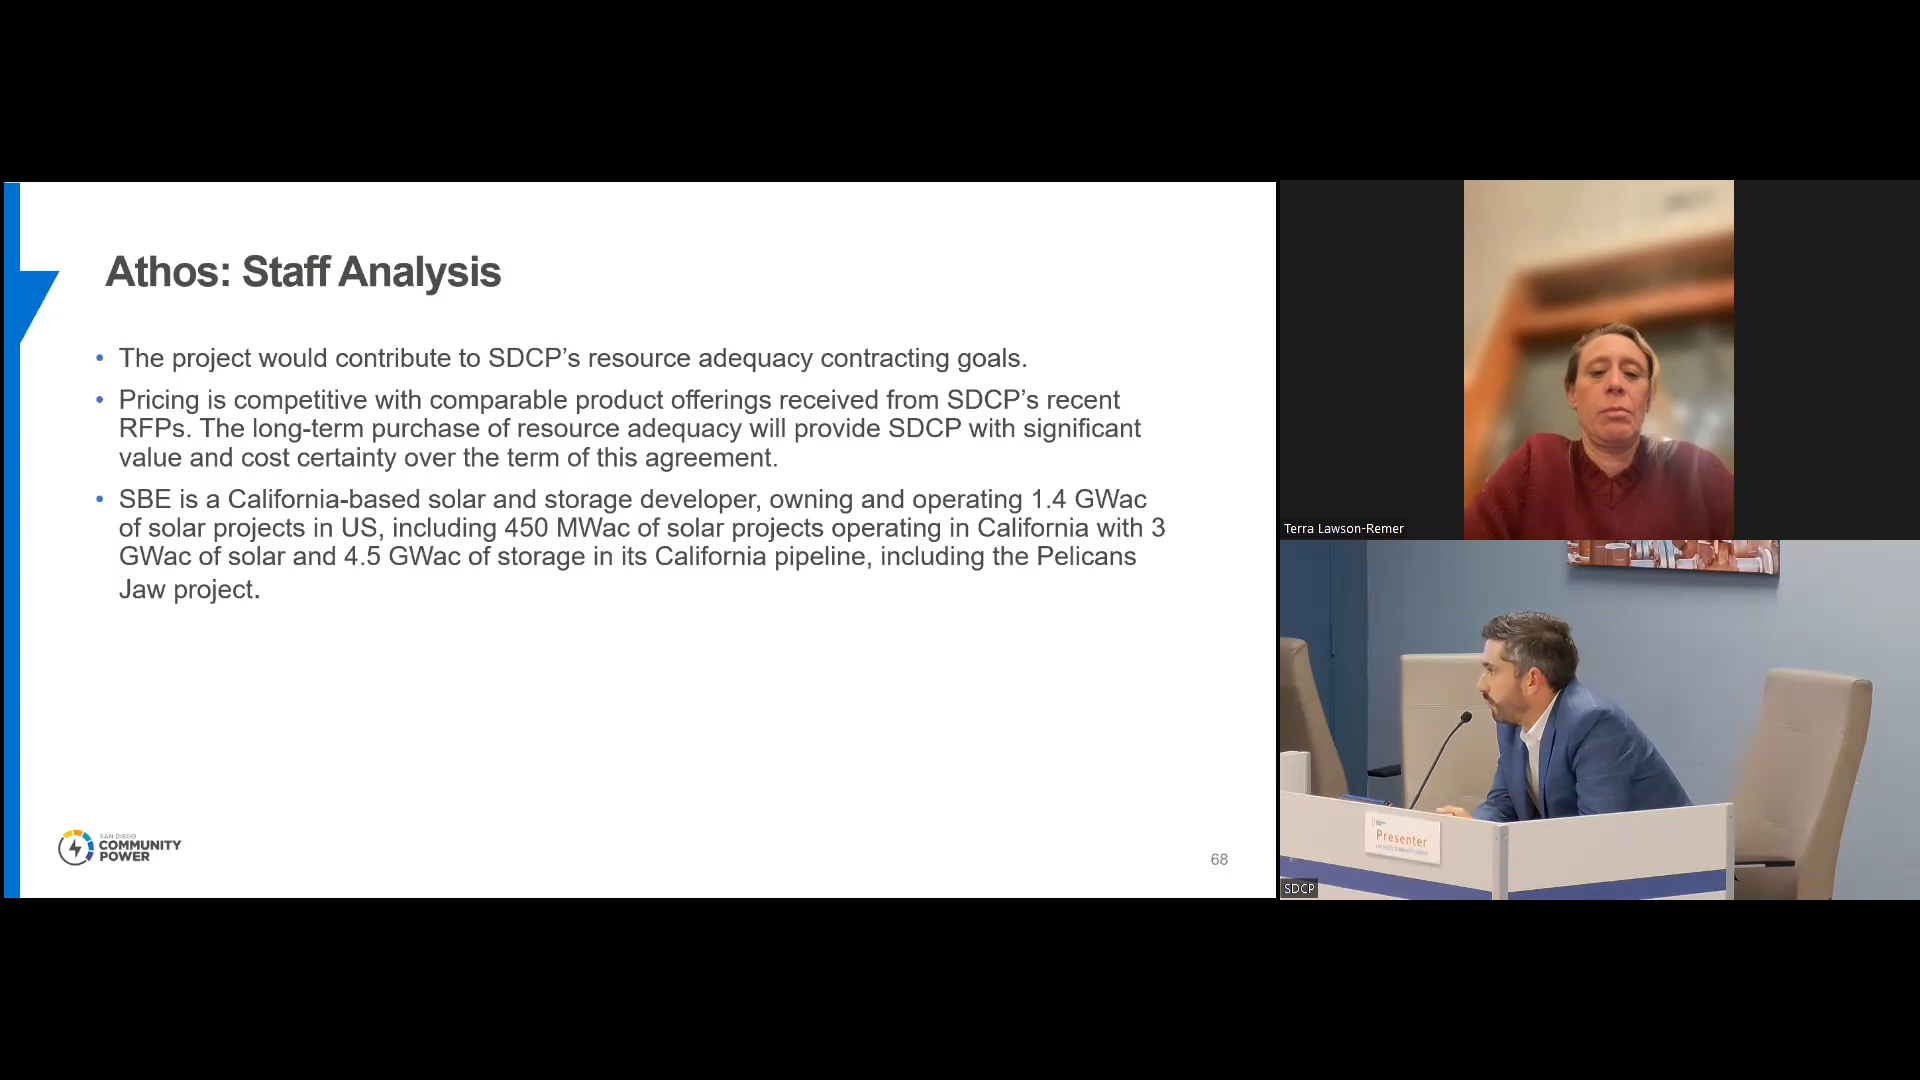 Athos: Staff Analysis
• The project would contribute to SDCP’s resource adequacy contracting goals.
• Pricing is competitive with comparable product offerings received from SDCP’s recent
RFPs. The long-term purchase of resource adequacy will provide SDCP with significant
value and cost certainty over the term of this agreement.
• SBE is a California-based solar and storage developer, owning and operating 1.4 GWac
of solar projects in US, including 450 MWac of solar projects operating in California with 3
GWac of solar and 4.5 GWac of storage in its California pipeline, including the Pelicans
Jaw project.
SAN DIEGO
COMMUNITY
POWER
68
Terra Lawson-Remer
Presenter
SDCP